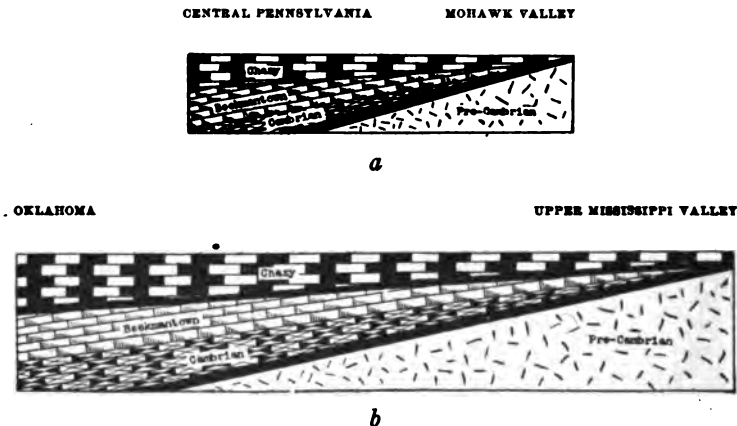 CENTRAL PENNSYLVANIA MOHAWK VALLEY
Chazy
Beekmantown
Cambrian
Pre-Cambrian
a
OKLAHOMA UPPER MISSISSIPPI VALLEY
Chazy
Beekmantown
Cambrian
Pre-Cambrian
b